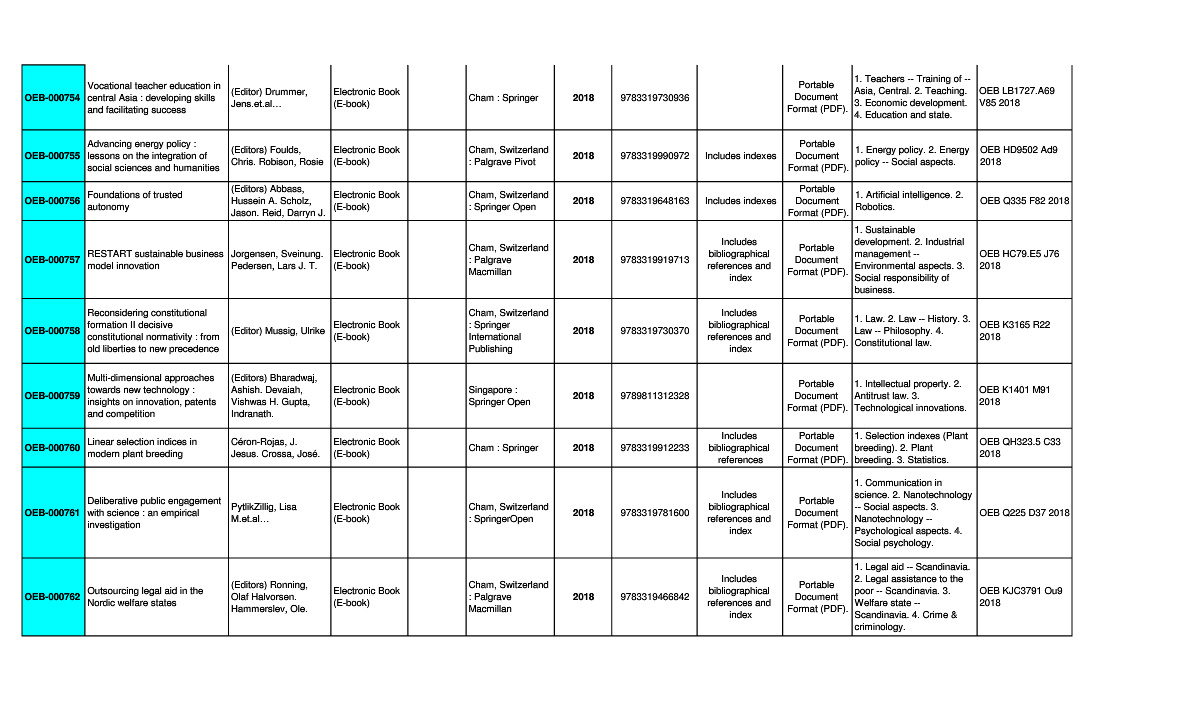 OEB-000754
Vocational teacher education in
central Asia : developing skills
and facilitating success
(Editor) Drummer,
Jens.et.al…
Electronic Book
(E-book)
Cham : Springer
2018
9783319730936
Portable
Document
Format (PDF).
1. Teachers -- Training of --
Asia, Central. 2. Teaching.
3. Economic development.
4. Education and state.
OEB LB1727.A69
V85 2018
OEB-000755
Advancing energy policy :
lessons on the integration of
social sciences and humanities
(Editors) Foulds,
Chris. Robison, Rosie
Electronic Book
(E-book)
Cham, Switzerland
: Palgrave Pivot
2018
9783319990972
Includes indexes
Portable
Document
Format (PDF).
1. Energy policy. 2. Energy
policy -- Social aspects.
OEB HD9502 Ad9
2018
OEB-000756
Foundations of trusted
autonomy
(Editors) Abbass,
Hussein A. Scholz,
Jason. Reid, Darryn J.
Electronic Book
(E-book)
Cham, Switzerland
: Springer Open
2018
9783319648163
Includes indexes
Portable
Document
Format (PDF).
1. Artificial intelligence. 2.
Robotics.
OEB Q335 F82 2018
OEB-000757
RESTART sustainable business
model innovation
Jorgensen, Sveinung.
Pedersen, Lars J. T.
Electronic Book
(E-book)
Cham, Switzerland
: Palgrave
Macmillan
2018
9783319919713
Includes
bibliographical
references and
index
Portable
Document
Format (PDF).
1. Sustainable
development. 2. Industrial
management --
Environmental aspects. 3.
Social responsibility of
business.
OEB HC79.E5 J76
2018
OEB-000758
Reconsidering constitutional
formation II decisive
constitutional normativity : from
old liberties to new precedence
(Editor) Mussig, Ulrike
Electronic Book
(E-book)
Cham, Switzerland
: Springer
International
Publishing
2018
9783319730370
Includes
bibliographical
references and
index
Portable
Document
Format (PDF).
1. Law. 2. Law -- History. 3.
Law -- Philosophy. 4.
Constitutional law.
OEB K3165 R22
2018
OEB-000759
Multi-dimensional approaches
towards new technology :
insights on innovation, patents
and competition
(Editors) Bharadwaj,
Ashish. Devaiah,
Vishwas H. Gupta,
Indranath.
Electronic Book
(E-book)
Singapore :
Springer Open
2018
9789811312328
Portable
Document
Format (PDF).
1. Intellectual property. 2.
Antitrust law. 3.
Technological innovations.
OEB K1401 M91
2018
OEB-000760
Linear selection indices in
modern plant breeding
Céron-Rojas, J.
Jesus. Crossa, José.
Electronic Book
(E-book)
Cham : Springer
2018
9783319912233
Includes
bibliographical
references
Portable
Document
Format (PDF).
1. Selection indexes (Plant
breeding). 2. Plant
breeding. 3. Statistics.
OEB QH323.5 C33
2018
OEB-000761
Deliberative public engagement
with science : an empirical
investigation
PytlikZillig, Lisa
M.et.al…
Electronic Book
(E-book)
Cham, Switzerland
: SpringerOpen
2018
9783319781600
Includes
bibliographical
references and
index
Portable
Document
Format (PDF).
1. Communication in
science. 2. Nanotechnology
-- Social aspects. 3.
Nanotechnology --
Psychological aspects. 4.
Social psychology.
OEB Q225 D37 2018
OEB-000762
Outsourcing legal aid in the
Nordic welfare states
(Editors) Ronning,
Olaf Halvorsen.
Hammerslev, Ole.
Electronic Book
(E-book)
Cham, Switzerland
: Palgrave
Macmillan
2018
9783319466842
Includes
bibliographical
references and
index
Portable
Document
Format (PDF).
1. Legal aid -- Scandinavia.
2. Legal assistance to the
poor -- Scandinavia. 3.
Welfare state --
Scandinavia. 4. Crime &
criminology.
OEB KJC3791 Ou9
2018